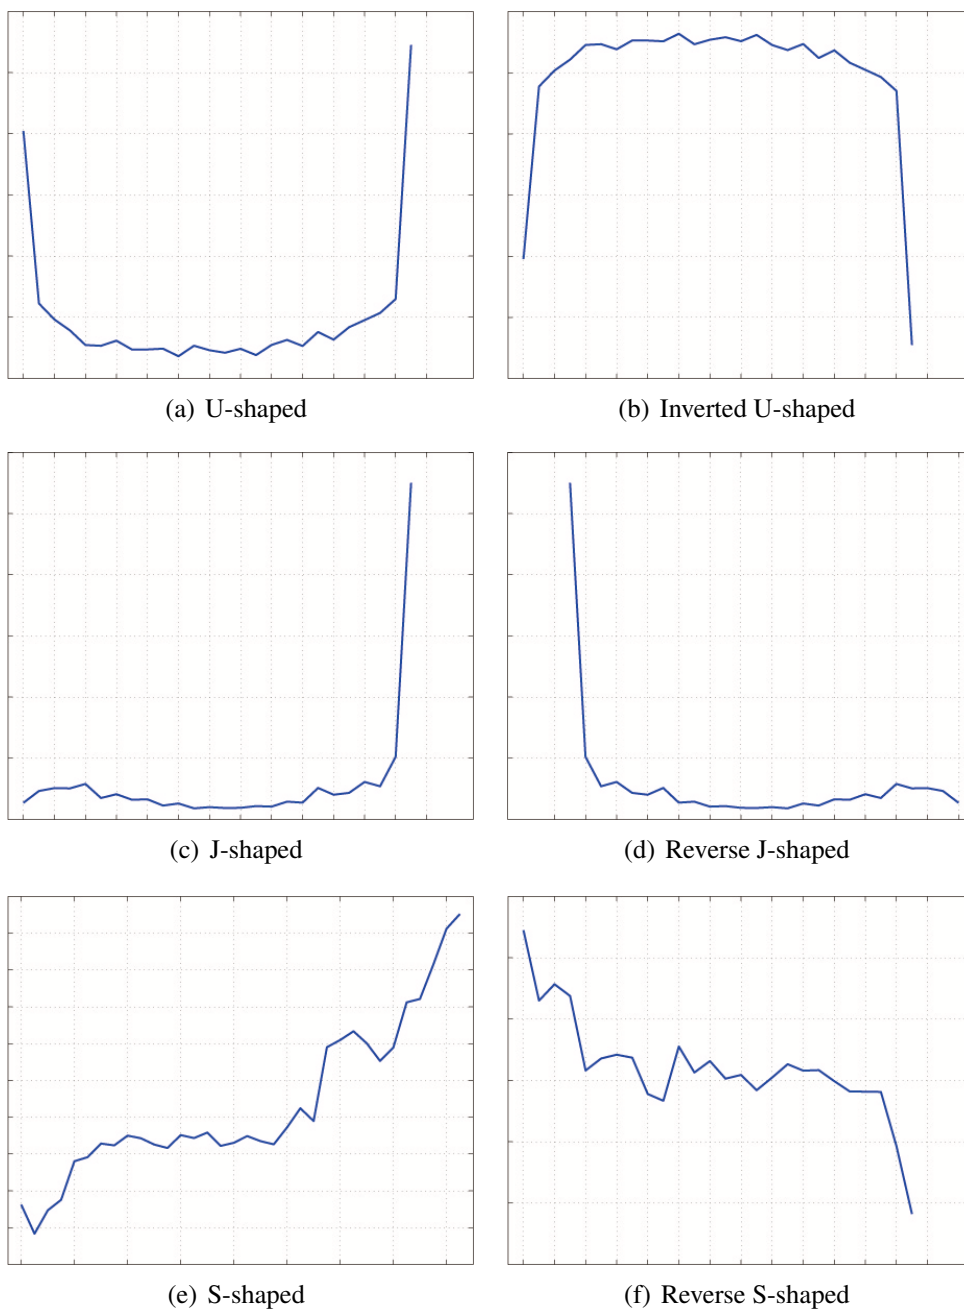 (a) U-shaped
(b) Inverted U-shaped
(c) J-shaped
(d) Reverse J-shaped
(e) S-shaped
(f) Reverse S-shaped